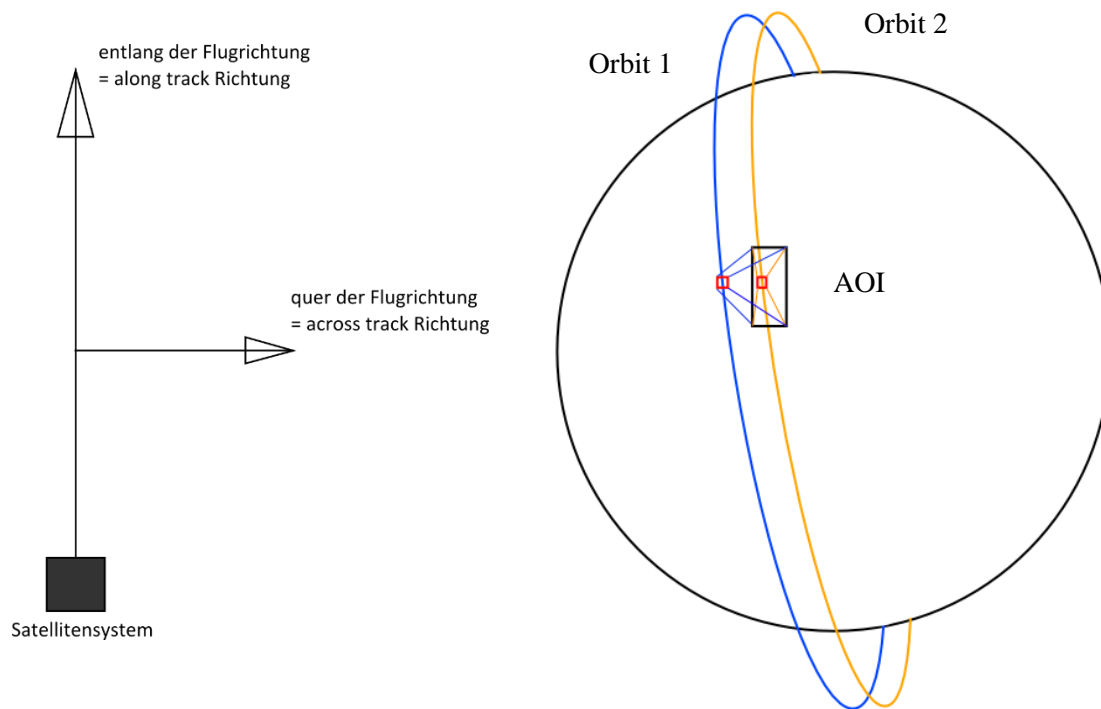 entlang der Flugrichtung
= along track Richtung
quer der Flugrichtung
= across track Richtung
Satellitensystem
Orbit 1
Orbit 2
AOI